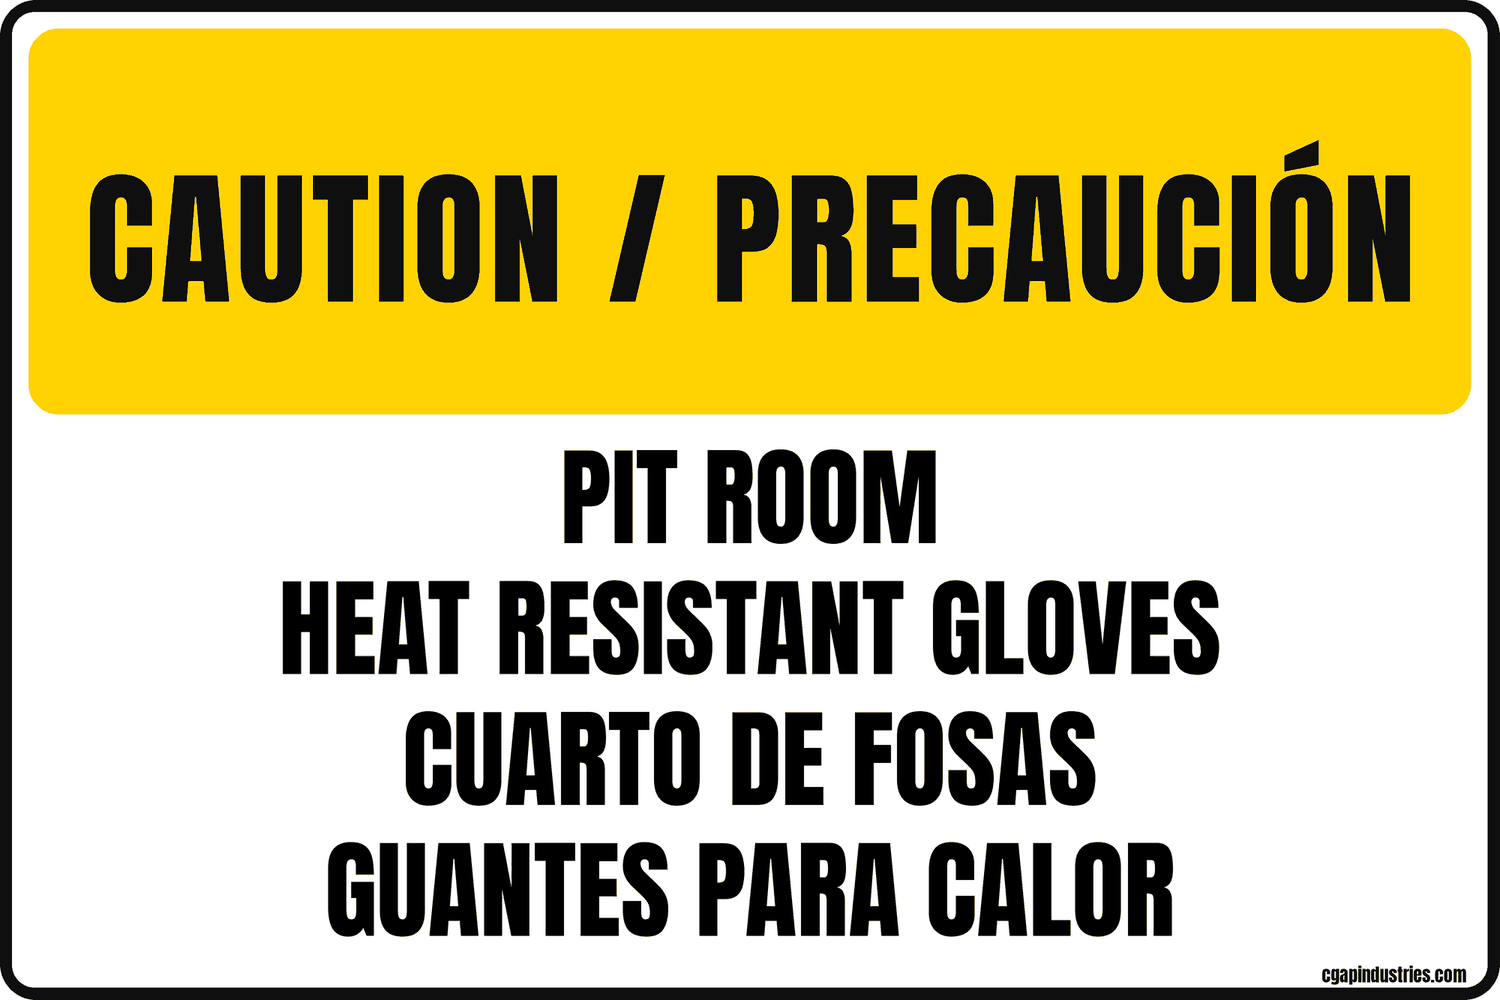 CAUTION / PRECAUCIÓN
PIT ROOM
HEAT RESISTANT GLOVES
CUARTO DE FOSAS
GUANTES PARA CALOR
cgapindustries.com